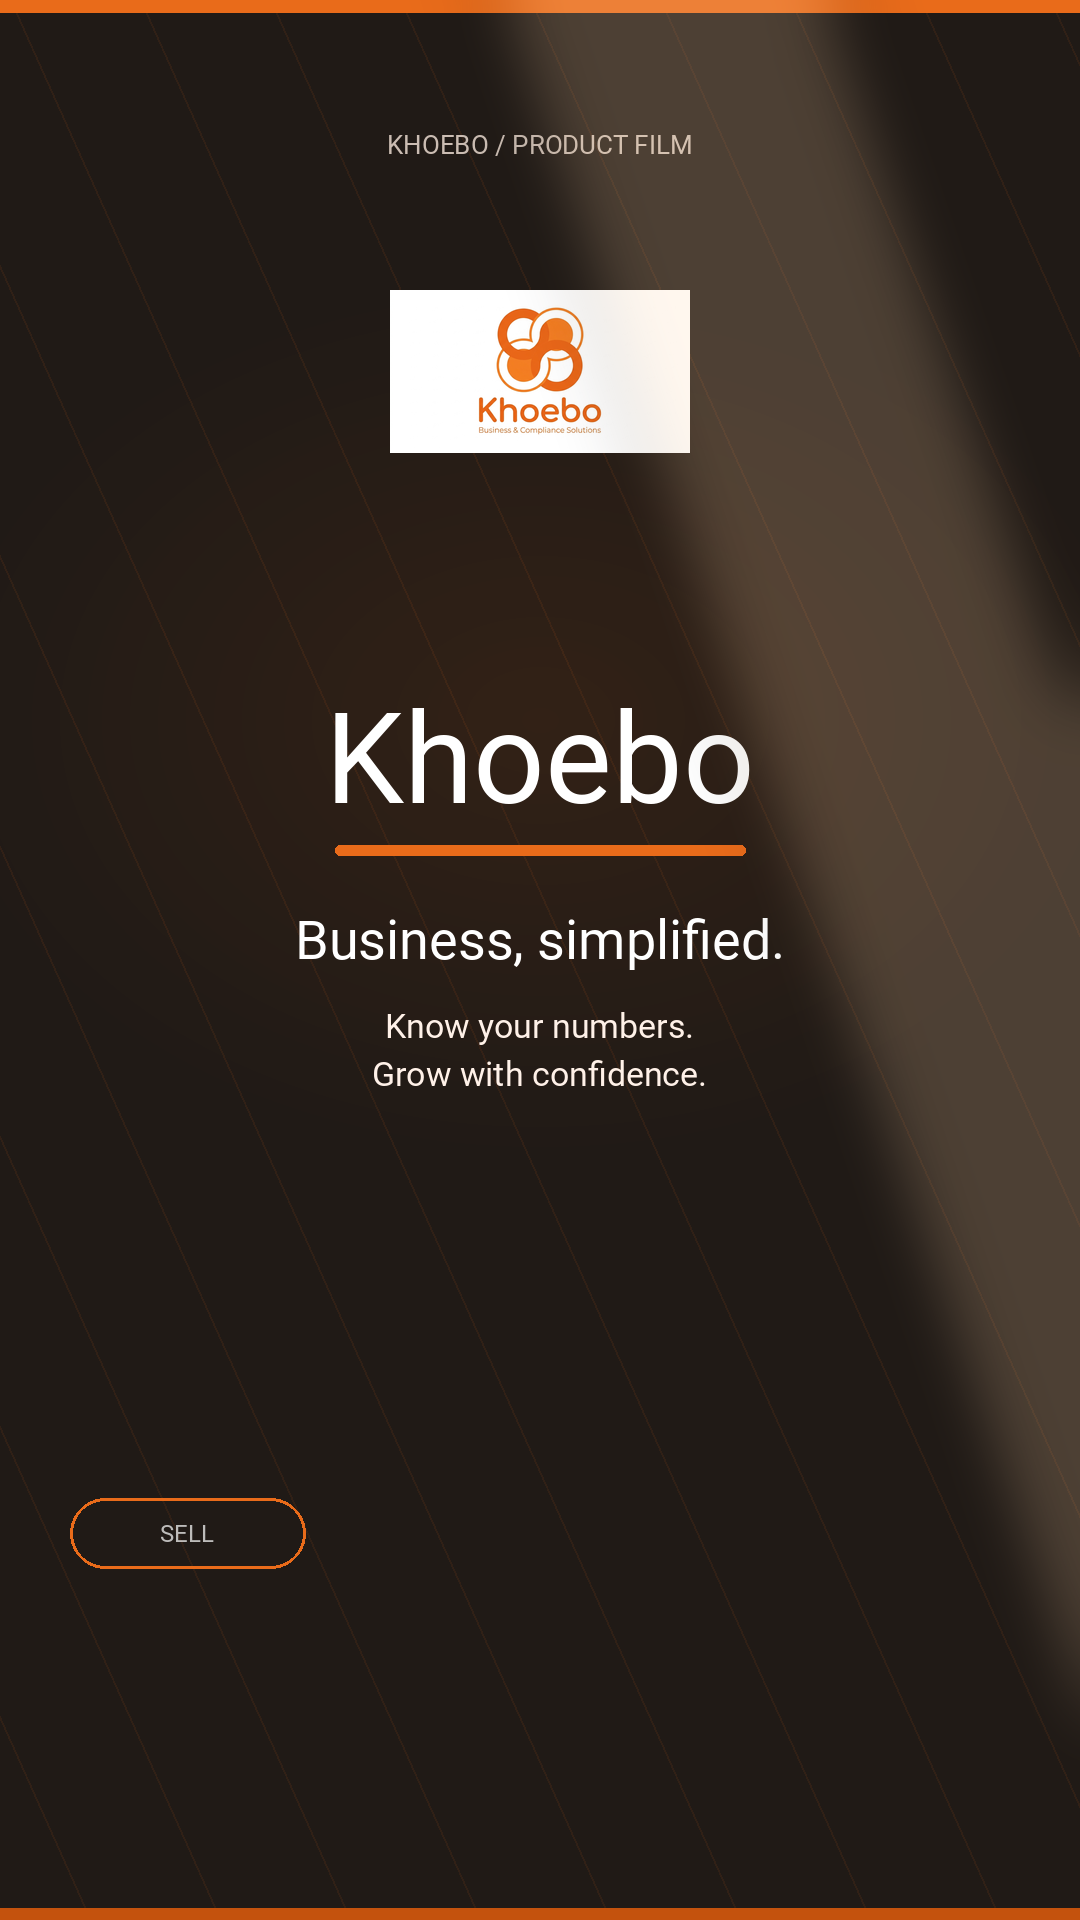 KHOEBO / PRODUCT FILM
Khoebo
Business & Compliance Solutions
Khoebo
Business, simplified.
Know your numbers.
Grow with confidence.
SELL